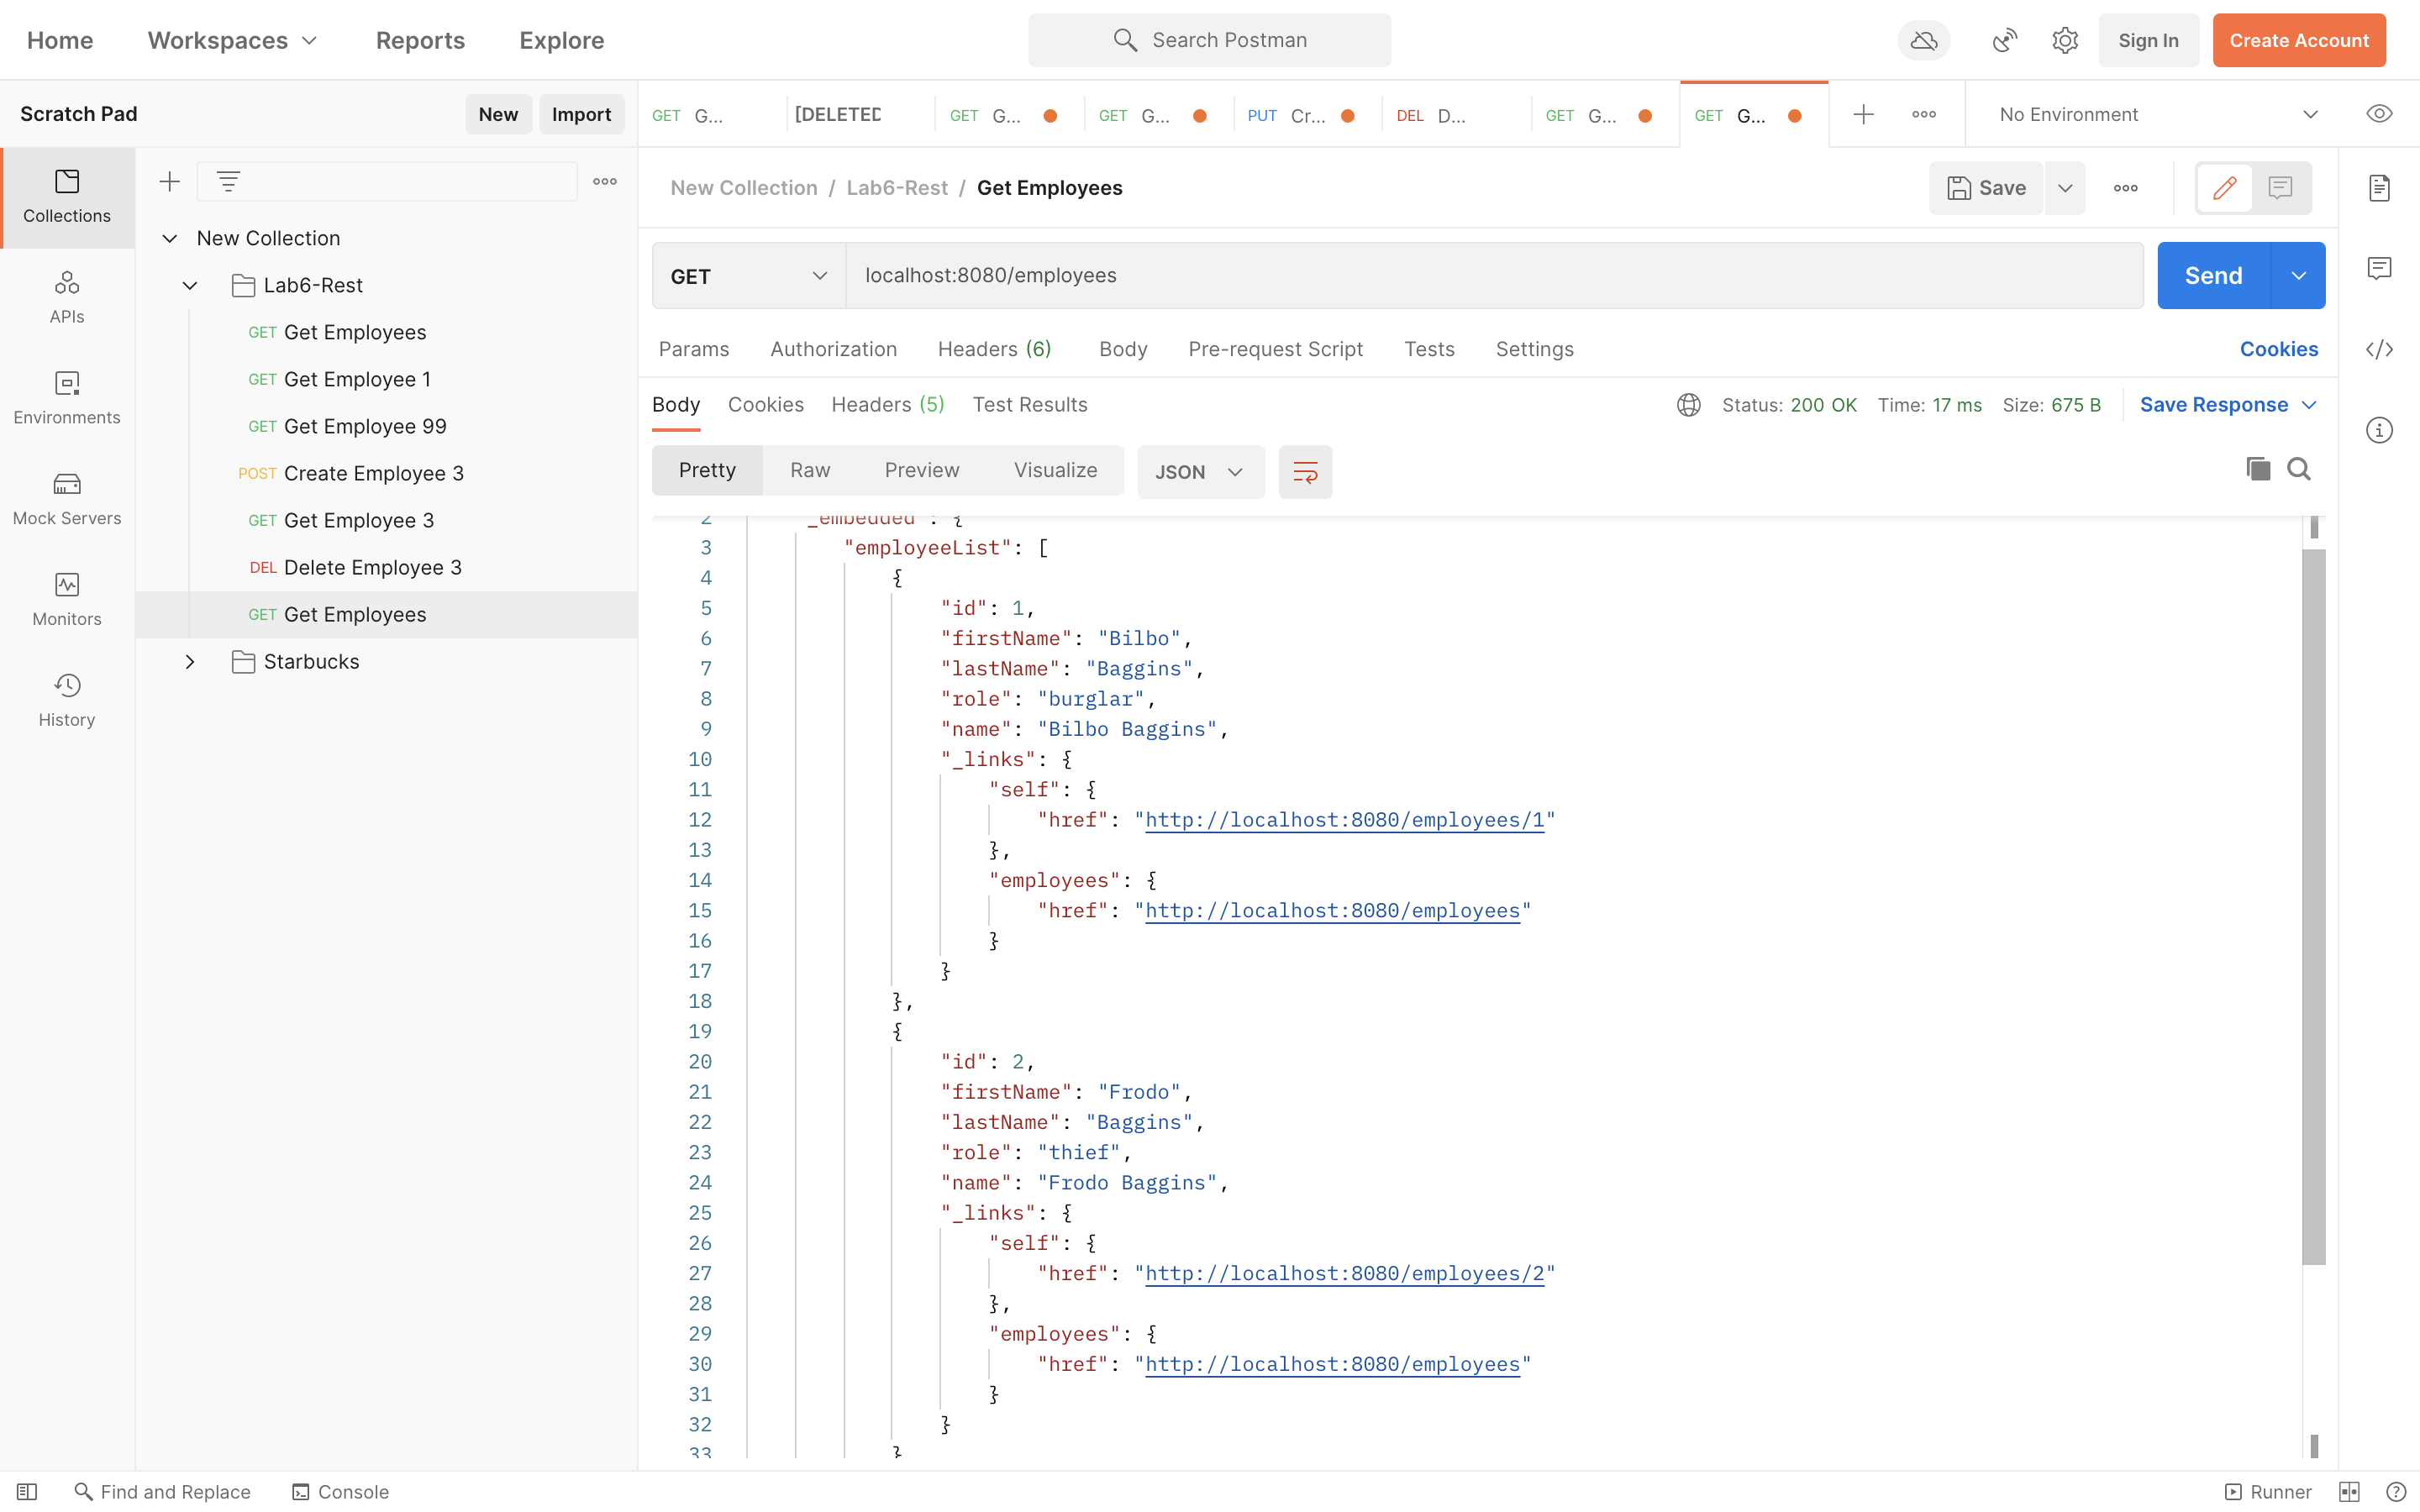 Home Workspaces Reports Explore Search Postman Sign In Create Account
Scratch Pad New Import
GET G... [DELETED GET G... GET G... PUT Cr... DEL D... GET G... GET G... No Environment
Collections
APIs
Environments
Mock Servers
Monitors
History
New Collection
Lab6-Rest
GET Get Employees
GET Get Employee 1
GET Get Employee 99
POST Create Employee 3
GET Get Employee 3
DEL Delete Employee 3
GET Get Employees
Starbucks
New Collection / Lab6-Rest / Get Employees Save
GET localhost:8080/employees Send
Params Authorization Headers (6) Body Pre-request Script Tests Settings Cookies
Body Cookies Headers (5) Test Results Status: 200 OK Time: 17 ms Size: 675 B Save Response
Pretty Raw Preview Visualize JSON
2 "_embedded": {
3 "employeeList": [
4 {
5 "id": 1,
6 "firstName": "Bilbo",
7 "lastName": "Baggins",
8 "role": "burglar",
9 "name": "Bilbo Baggins",
10 "_links": {
11 "self": {
12 "href": "http://localhost:8080/employees/1"
13 },
14 "employees": {
15 "href": "http://localhost:8080/employees"
16 }
17 }
18 },
19 {
20 "id": 2,
21 "firstName": "Frodo",
22 "lastName": "Baggins",
23 "role": "thief",
24 "name": "Frodo Baggins",
25 "_links": {
26 "self": {
27 "href": "http://localhost:8080/employees/2"
28 },
29 "employees": {
30 "href": "http://localhost:8080/employees"
31 }
32 }
33 }
Find and Replace Console Runner